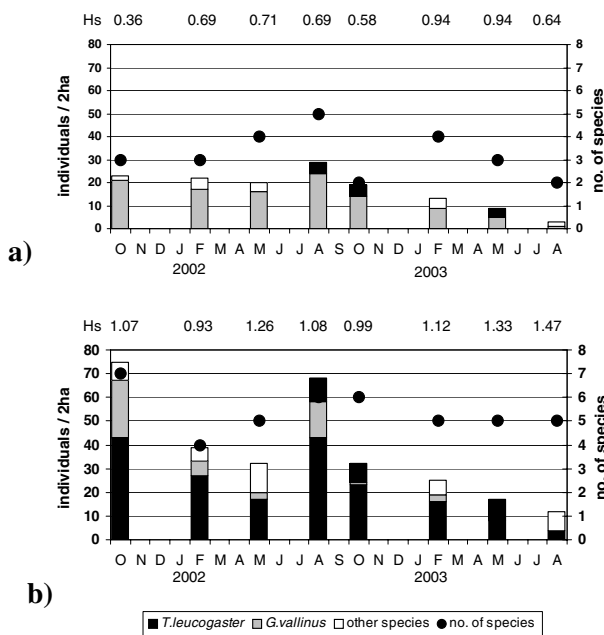 Hs 0.36 0.69 0.71 0.69 0.58 0.94 0.94 0.64
individuals / 2ha
80 70 60 50 40 30 20 10 0
8 7 6 5 4 3 2 1 0
no. of species
O N D J F M A M J J A S O N D J F M A M J J A
2002 2003
a)
Hs 1.07 0.93 1.26 1.08 0.99 1.12 1.33 1.47
individuals / 2ha
80 70 60 50 40 30 20 10 0
8 7 6 5 4 3 2 1 0
no. of species
O N D J F M A M J J A S O N D J F M A M J J A
2002 2003
b)
T.leucogaster G.vallinus other species no. of species